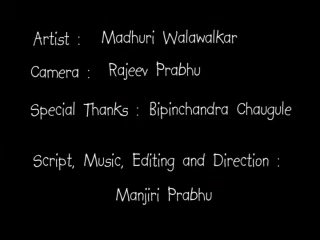 Artist : Madhuri Walawalkar
Camera : Rajeev Prabhu
Special Thanks : Bipinchandra Chaugule
Script, Music, Editing and Direction :
Manjiri Prabhu